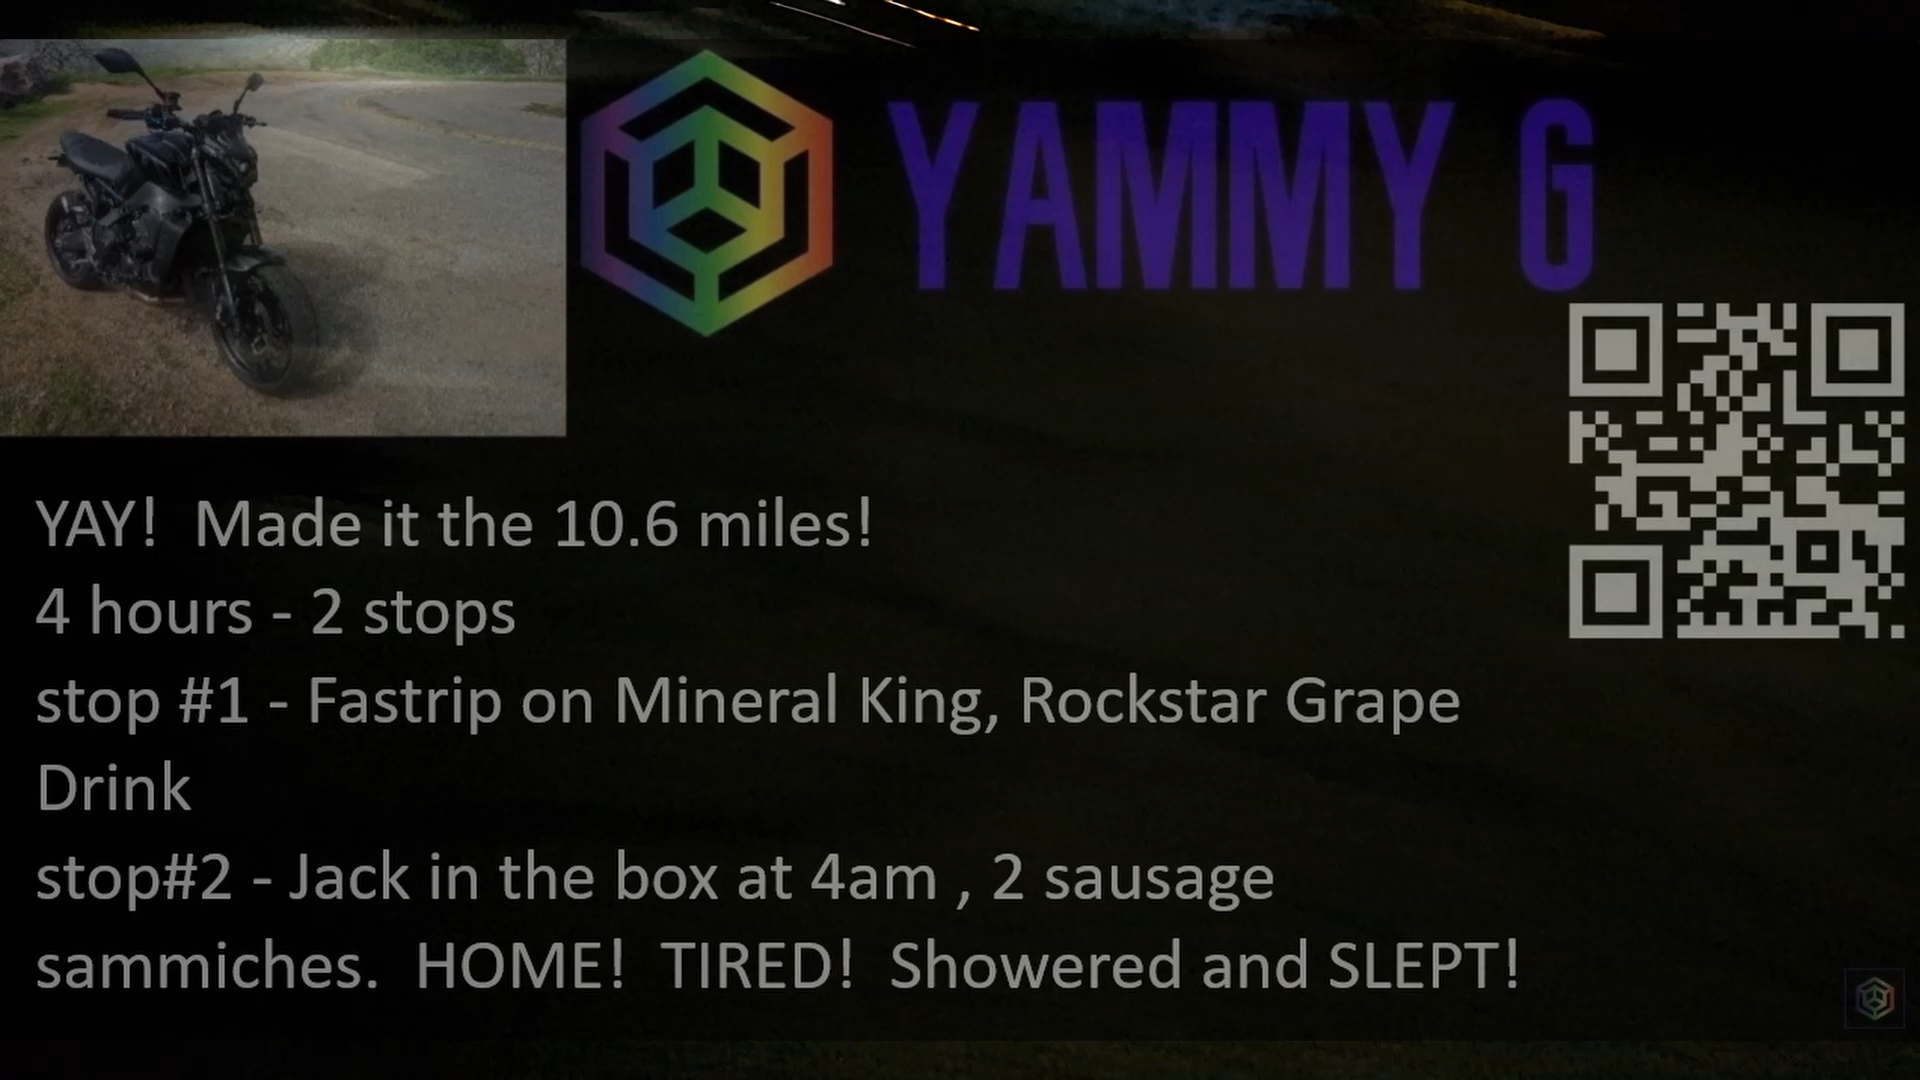 YAMMY G
YAY!  Made it the 10.6 miles!
4 hours - 2 stops
stop #1 - Fastrip on Mineral King, Rockstar Grape
Drink
stop#2 - Jack in the box at 4am , 2 sausage
sammiches.  HOME!  TIRED!  Showered and SLEPT!